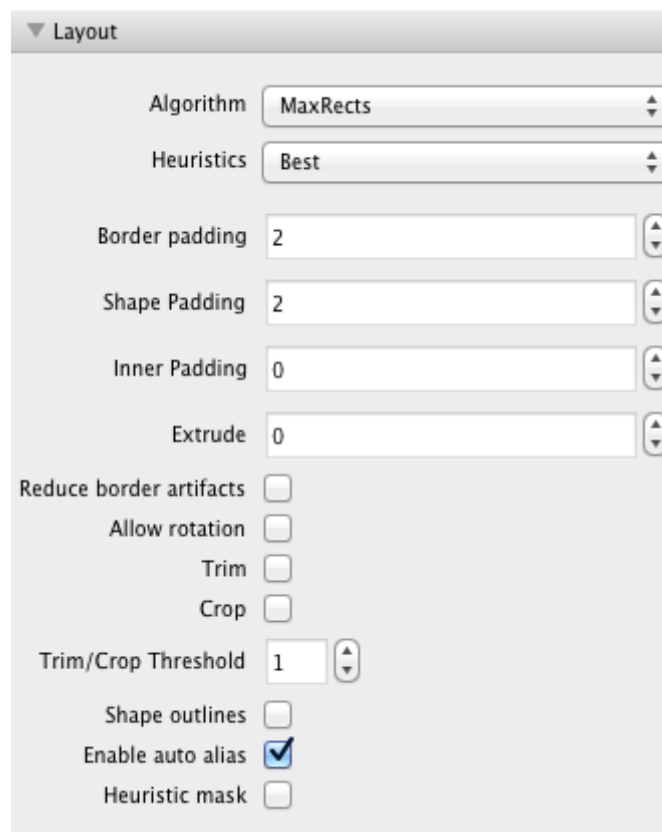 Layout
Algorithm MaxRects
Heuristics Best
Border padding 2
Shape Padding 2
Inner Padding 0
Extrude 0
Reduce border artifacts
Allow rotation
Trim
Crop
Trim/Crop Threshold 1
Shape outlines
Enable auto alias
Heuristic mask